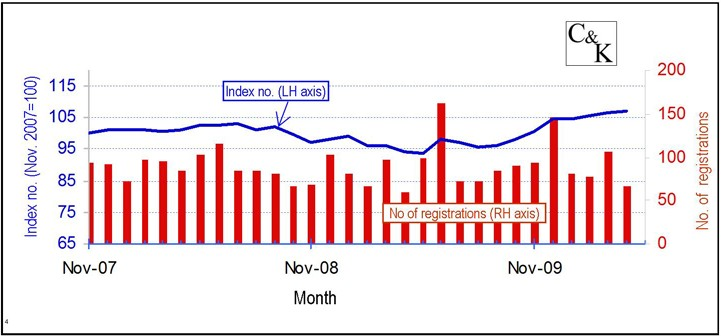 C&
K
200
115
Index no. (LH axis)
105
150
95
100
85
No of registrations (RH axis)
50
75
65
0
Index no. (Nov. 2007=100)
No. of registrations
Nov-07
Nov-08
Nov-09
Month
4